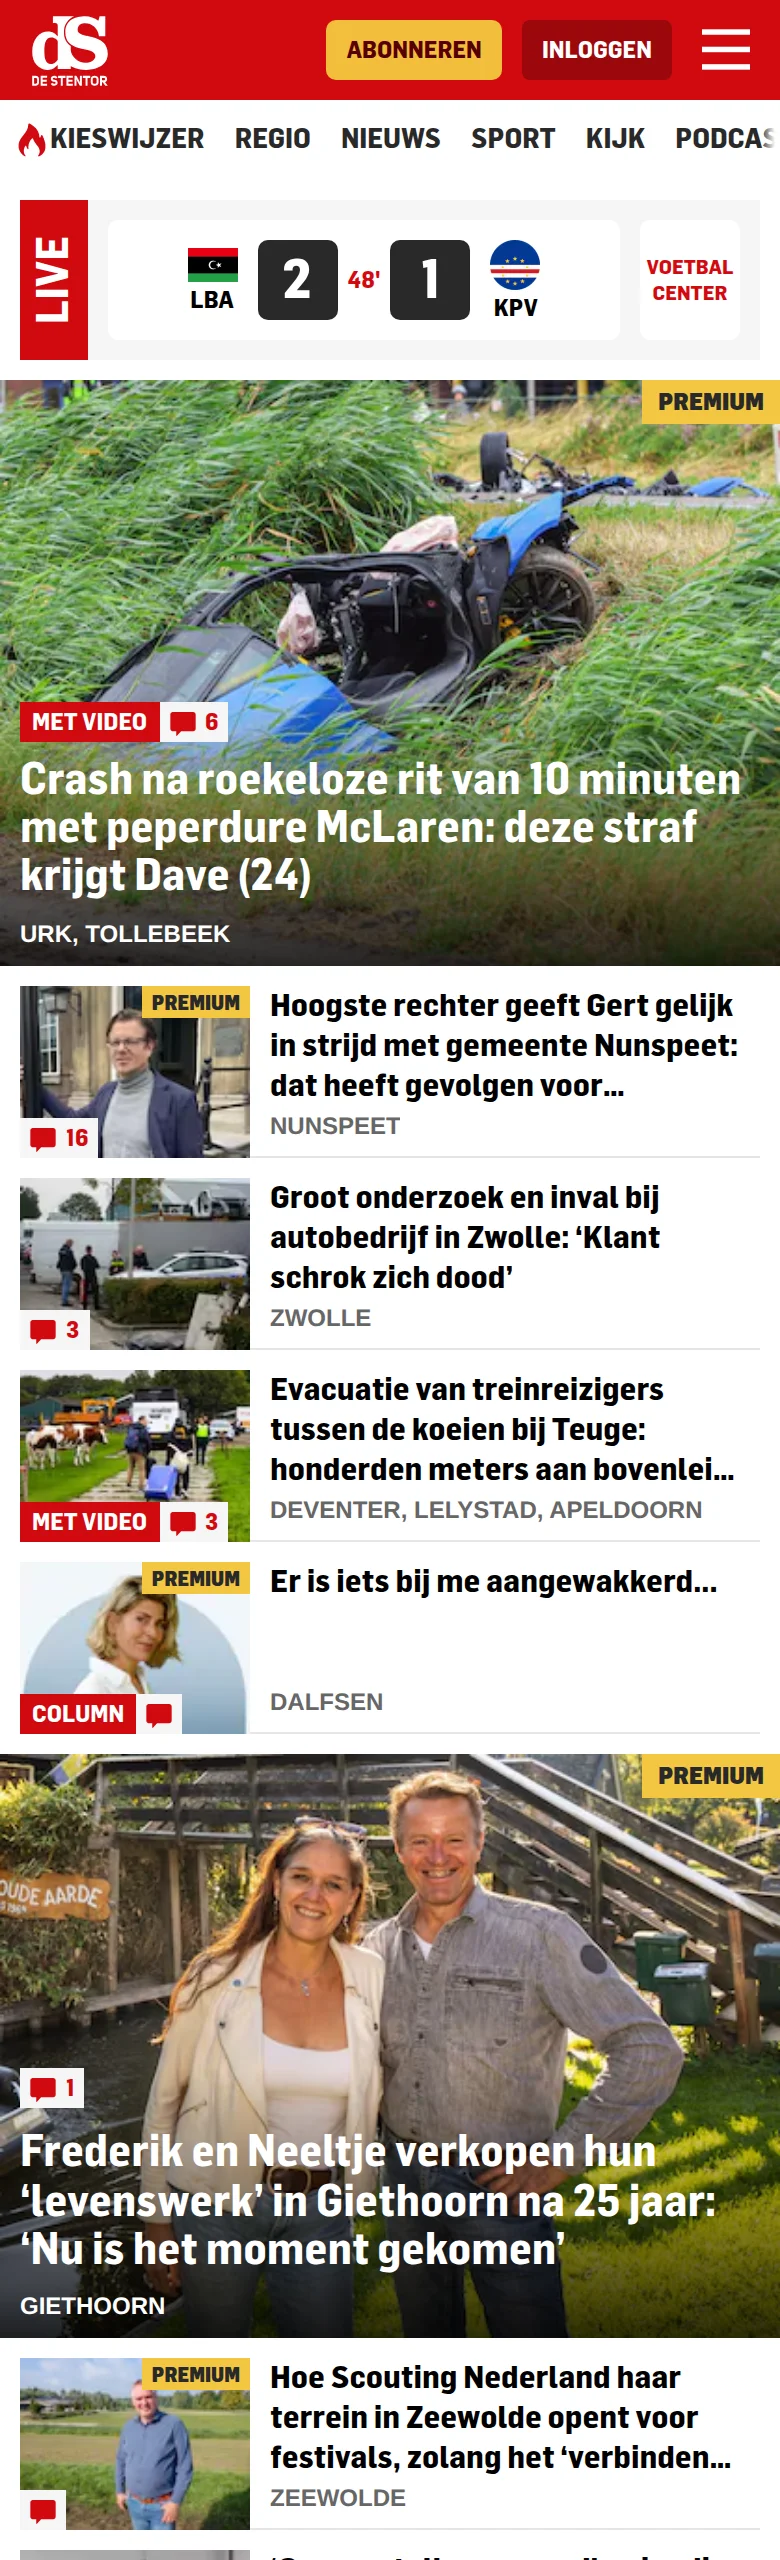 dS
DE STENTOR
ABONNEREN
INLOGGEN
KIESWIJZER REGIO NIEUWS SPORT KIJK PODCAS
LIVE
LBA 2 48' 1 KPV
VOETBAL
CENTER
PREMIUM
MET VIDEO 6
Crash na roekeloze rit van 10 minuten
met peperdure McLaren: deze straf
krijgt Dave (24)
URK, TOLLEBEEK
PREMIUM
16
Hoogste rechter geeft Gert gelijk
in strijd met gemeente Nunspeet:
dat heeft gevolgen voor...
NUNSPEET
3
Groot onderzoek en inval bij
autobedrijf in Zwolle: ‘Klant
schrok zich dood’
ZWOLLE
MET VIDEO 3
Evacuatie van treinreizigers
tussen de koeien bij Teuge:
honderden meters aan bovenlei...
DEVENTER, LELYSTAD, APELDOORN
PREMIUM
COLUMN
Er is iets bij me aangewakkerd...
DALFSEN
PREMIUM
OUDE AARDE
1
Frederik en Neeltje verkopen hun
‘levenswerk’ in Giethoorn na 25 jaar:
‘Nu is het moment gekomen’
GIETHOORN
PREMIUM
Hoe Scouting Nederland haar
terrein in Zeewolde opent voor
festivals, zolang het ‘verbinden...
ZEEWOLDE